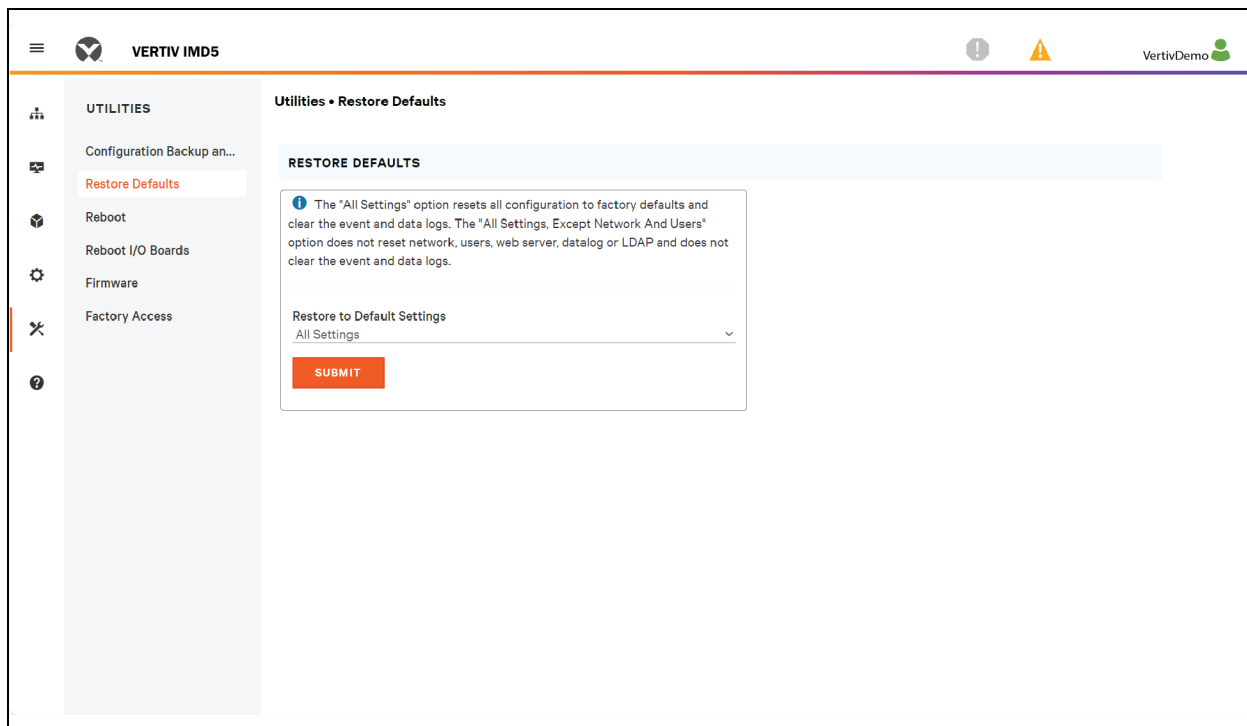 VERTIV IMD5
VertivDemo
UTILITIES
Configuration Backup an...
Restore Defaults
Reboot
Reboot I/O Boards
Firmware
Factory Access
Utilities • Restore Defaults
RESTORE DEFAULTS
The "All Settings" option resets all configuration to factory defaults and
clear the event and data logs. The "All Settings, Except Network And Users"
option does not reset network, users, web server, datalog or LDAP and does not
clear the event and data logs.
Restore to Default Settings
All Settings
SUBMIT